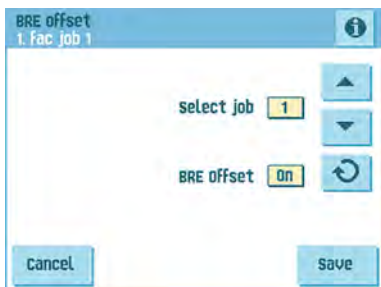 BRE offset
1. Fac job 1
Select job 1
BRE Offset On
Cancel
Save